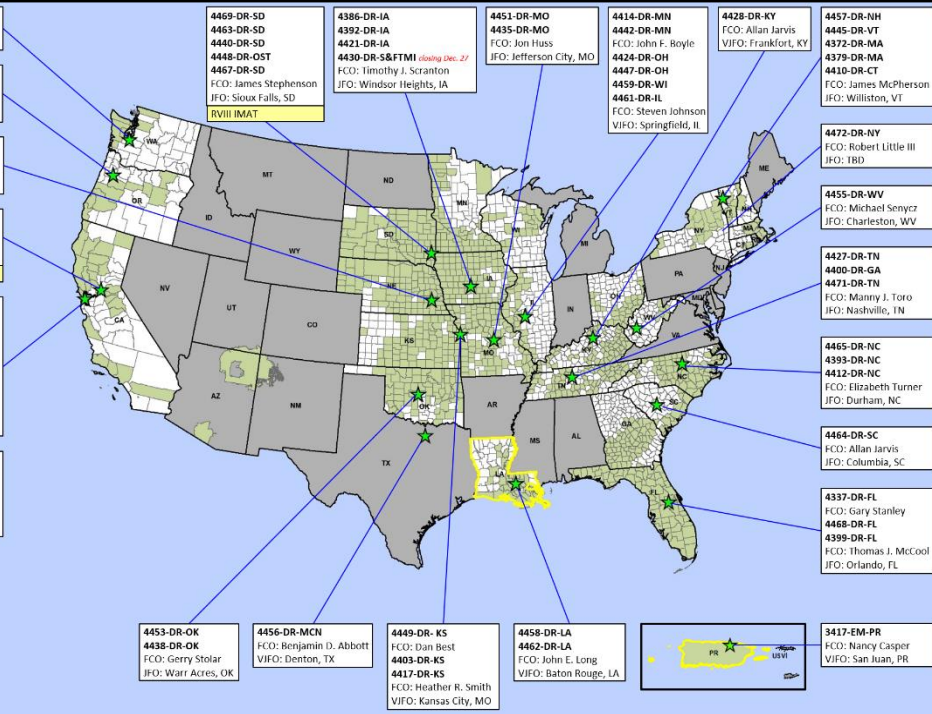 4469-DR-SD
4463-DR-SD
4440-DR-SD
4448-DR-OST
4467-DR-SD
FCO: James Stephenson
JFO: Sioux Falls, SD
RVIII IMAT
4386-DR-IA
4392-DR-IA
4421-DR-IA
4430-DR-S&FTMI closing Dec. 27
FCO: Timothy J. Scranton
JFO: Windsor Heights, IA
4451-DR-MO
4435-DR-MO
FCO: Jon Huss
JFO: Jefferson City, MO
4414-DR-MN
4442-DR-MN
FCO: John F. Boyle
4424-DR-OH
4447-DR-OH
4459-DR-WI
4461-DR-IL
FCO: Steven Johnson
VJFO: Springfield, IL
4428-DR-KY
FCO: Allan Jarvis
VJFO: Frankfort, KY
4457-DR-NH
4445-DR-VT
4372-DR-MA
4379-DR-MA
4410-DR-CT
FCO: James McPherson
JFO: Williston, VT
4472-DR-NY
FCO: Robert Little III
JFO: TBD
4455-DR-WV
FCO: Michael Senycz
JFO: Charleston, WV
4427-DR-TN
4400-DR-GA
4471-DR-TN
FCO: Manny J. Toro
JFO: Nashville, TN
4465-DR-NC
4393-DR-NC
4412-DR-NC
FCO: Elizabeth Turner
JFO: Durham, NC
4464-DR-SC
FCO: Allan Jarvis
JFO: Columbia, SC
4337-DR-FL
FCO: Gary Stanley
4468-DR-FL
4399-DR-FL
FCO: Thomas J. McCool
JFO: Orlando, FL
WA
MT
ND
MN
ME
OR
ID
SD
WI
MI
NY
MA
CT
WY
IA
PA
NJ
NV
NE
IN
OH
UT
CO
WV
MD
VA
CA
KS
MO
KY
NC
AZ
NM
OK
AR
TN
SC
TX
MS
AL
GA
LA
FL
4453-DR-OK
4438-DR-OK
FCO: Gerry Stolar
JFO: Warr Acres, OK
4456-DR-MCN
FCO: Benjamin D. Abbott
VJFO: Denton, TX
4449-DR- KS
FCO: Dan Best
4403-DR-KS
4417-DR-KS
FCO: Heather R. Smith
VJFO: Kansas City, MO
4458-DR-LA
4462-DR-LA
FCO: John E. Long
VJFO: Baton Rouge, LA
PR
USVI
3417-EM-PR
FCO: Nancy Casper
VJFO: San Juan, PR